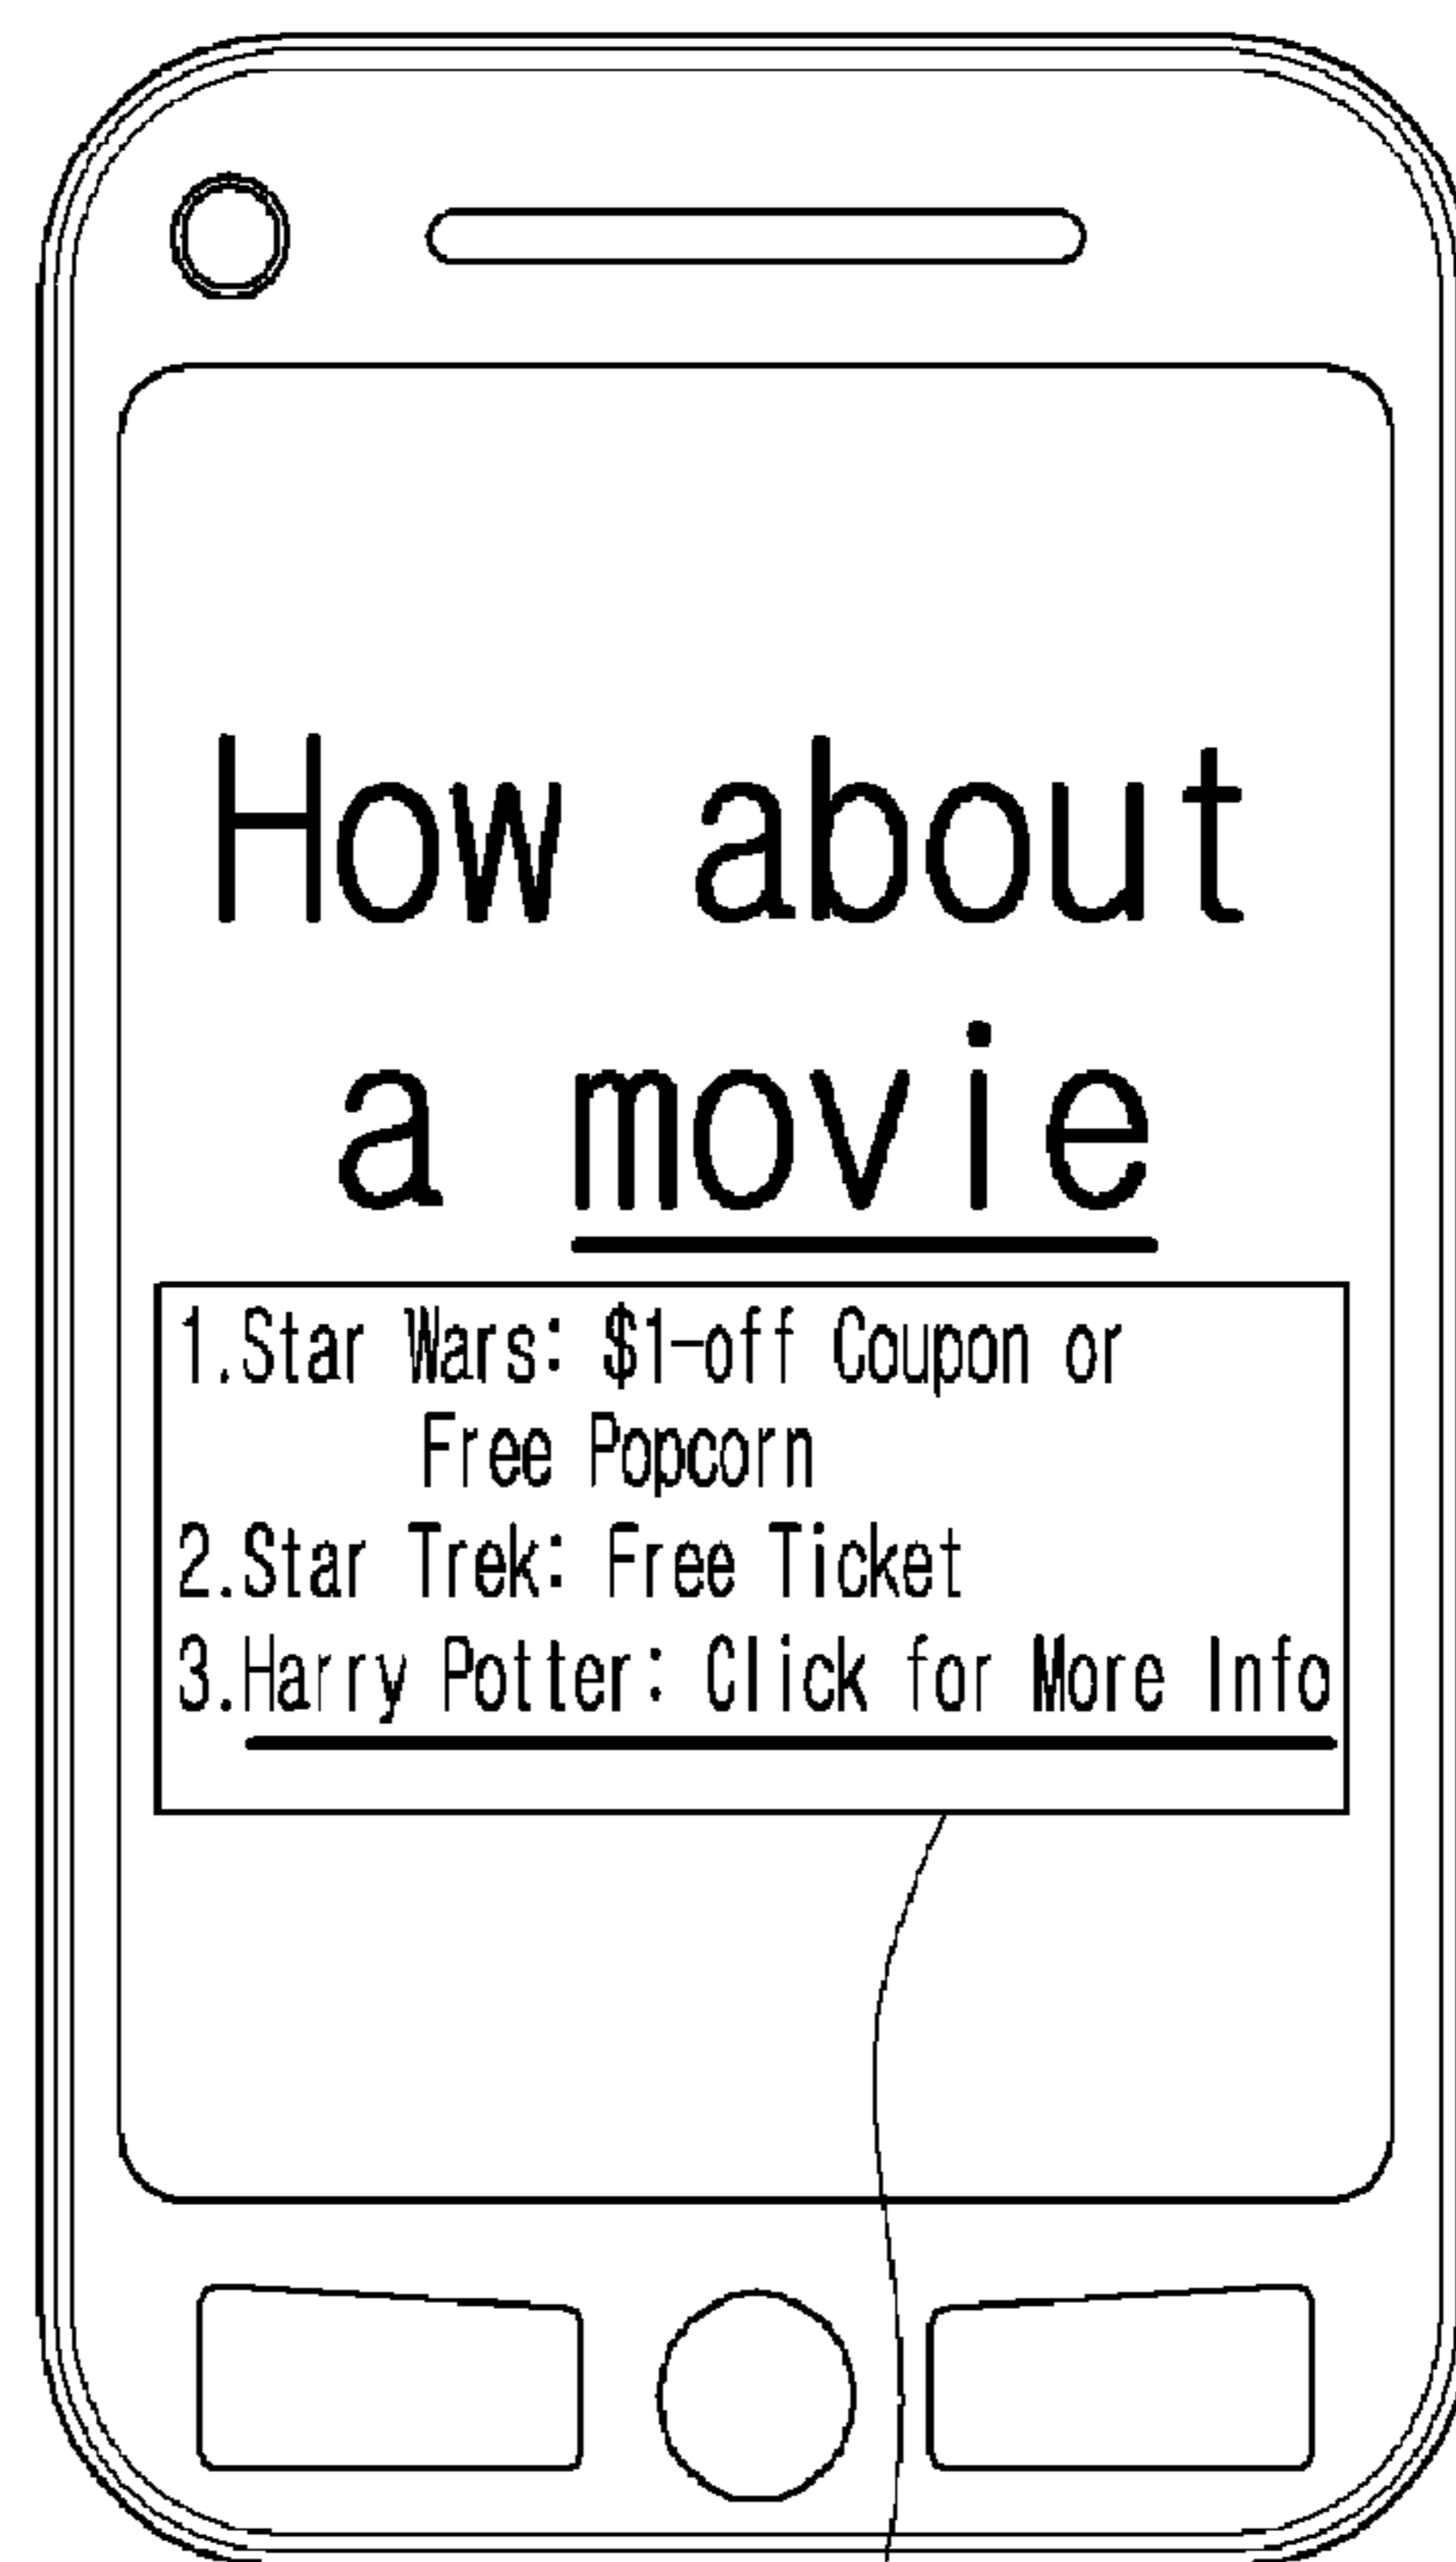 How about
a movie
1.Star Wars: $1-off Coupon or
Free Popcorn
2.Star Trek: Free Ticket
3.Harry Potter: Click for More Info